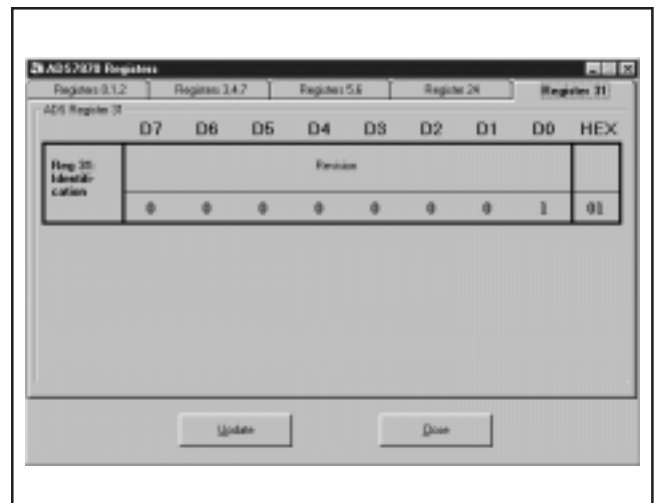 ADS7870 Registers
Registers 0,1,2 Registers 3,4,7 Registers 5,6 Register 24 Register 31
ADS Register 31
D7 D6 D5 D4 D3 D2 D1 D0 HEX
Reg 31:
Identifi-
cation
Revision
0 0 0 0 0 0 0 1 01
Update Close